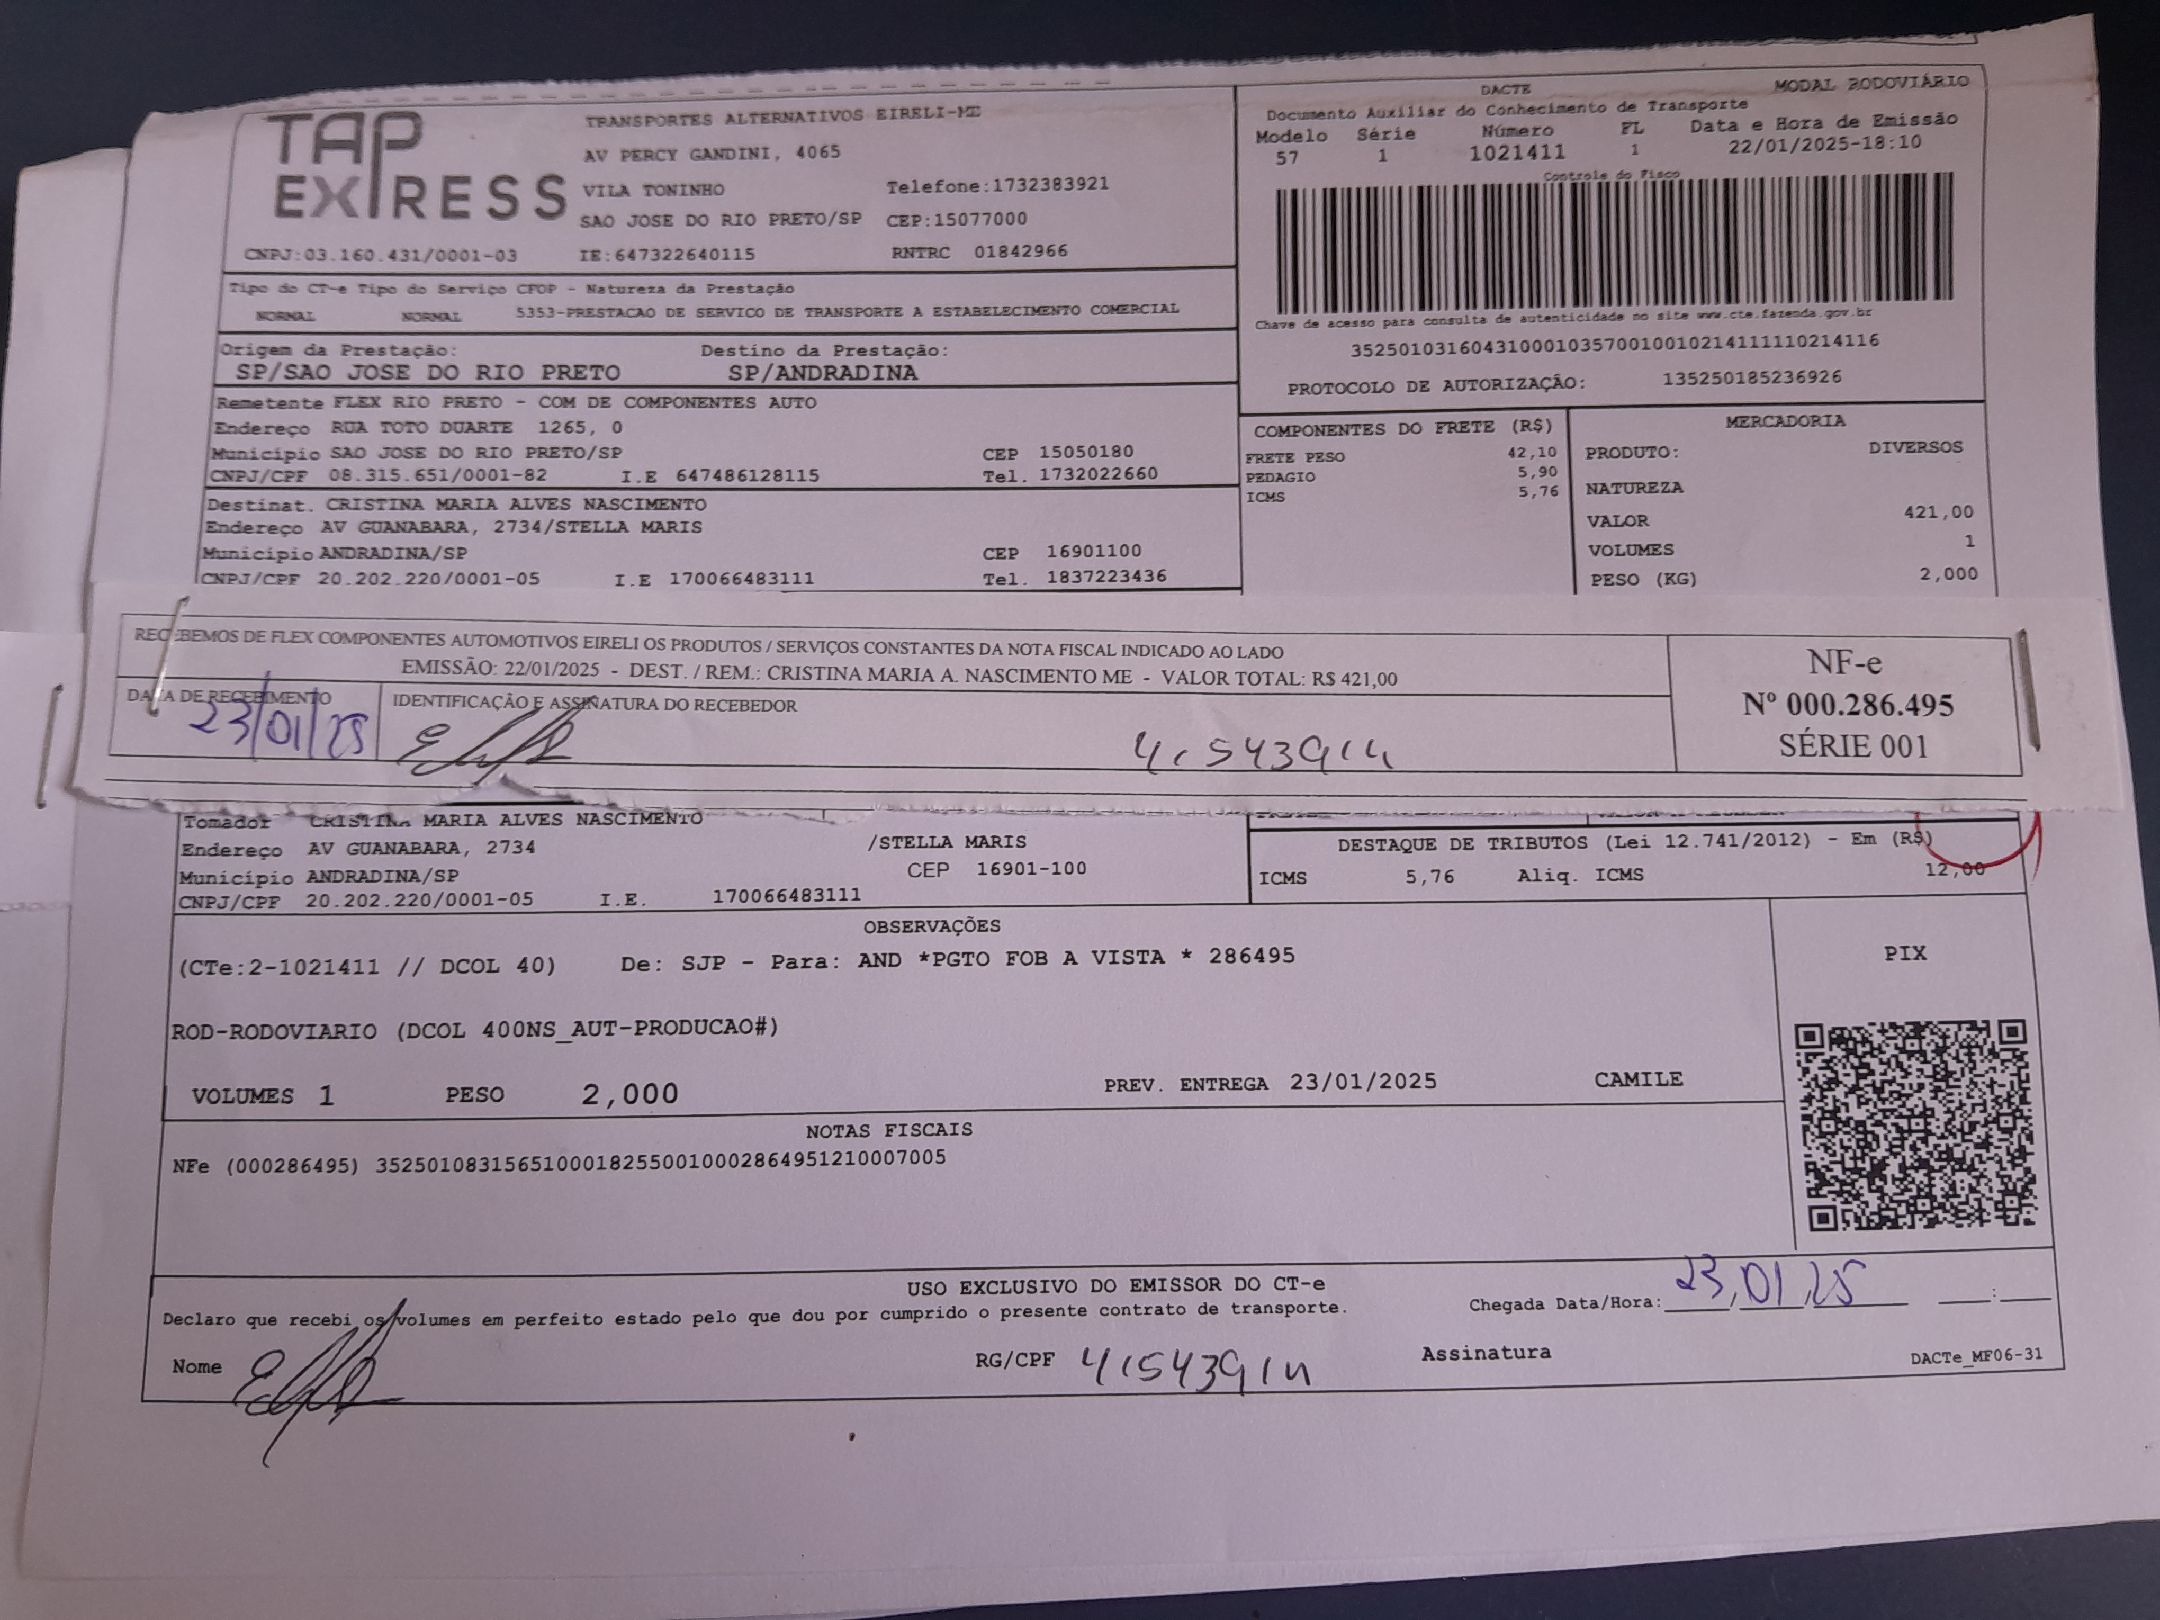 TAP EXPRESS
TRANSPORTES ALTERNATIVOS EIRELI-ME
AV PERCY GANDINI, 4065
VILA TONINHO Telefone:1732383921
SAO JOSE DO RIO PRETO/SP CEP:15077000
CNPJ:03.160.431/0001-03 IE:647322640115 RNTRC 01842966
DACTE MODAL RODOVIÁRIO
Documento Auxiliar do Conhecimento de Transporte
Modelo Série Número FL Data e Hora de Emissão
57 1 1021411 1 22/01/2025-18:10
Controle do Fisco
Chave de acesso para consulta de autenticidade no site www.cte.fazenda.gov.br
35250103160431000103570010010214111110214116
PROTOCOLO DE AUTORIZAÇÃO: 135250185236926
Tipo do CT-e Tipo do Serviço CFOP - Natureza da Prestação
NORMAL NORMAL 5353-PRESTACAO DE SERVICO DE TRANSPORTE A ESTABELECIMENTO COMERCIAL
Origem da Prestação: Destino da Prestação:
SP/SAO JOSE DO RIO PRETO SP/ANDRADINA
Remetente FLEX RIO PRETO - COM DE COMPONENTES AUTO
Endereço RUA TOTO DUARTE 1265, 0
Município SAO JOSE DO RIO PRETO/SP CEP 15050180
CNPJ/CPF 08.315.651/0001-82 I.E 647486128115 Tel. 1732022660
Destinat. CRISTINA MARIA ALVES NASCIMENTO
Endereço AV GUANABARA, 2734/STELLA MARIS
Município ANDRADINA/SP CEP 16901100
CNPJ/CPF 20.202.220/0001-05 I.E 170066483111 Tel. 1837223436
COMPONENTES DO FRETE (R$)
FRETE PESO 42,10
PEDAGIO 5,90
ICMS 5,76
MERCADORIA
PRODUTO: DIVERSOS
NATUREZA
VALOR 421,00
VOLUMES 1
PESO (KG) 2,000
RECEBEMOS DE FLEX COMPONENTES AUTOMOTIVOS EIRELI OS PRODUTOS / SERVIÇOS CONSTANTES DA NOTA FISCAL INDICADO AO LADO
EMISSÃO: 22/01/2025 - DEST. / REM.: CRISTINA MARIA A. NASCIMENTO ME - VALOR TOTAL: R$ 421,00
DATA DE RECEBIMENTO IDENTIFICAÇÃO E ASSINATURA DO RECEBEDOR
23/01/25 41543914
NF-e
Nº 000.286.495
SÉRIE 001
Tomador CRISTINA MARIA ALVES NASCIMENTO
Endereço AV GUANABARA, 2734 /STELLA MARIS
Município ANDRADINA/SP CEP 16901-100
CNPJ/CPF 20.202.220/0001-05 I.E. 170066483111
DESTAQUE DE TRIBUTOS (Lei 12.741/2012) - Em (R$)
ICMS 5,76 Aliq. ICMS 12,00
OBSERVAÇÕES
(CTe:2-1021411 // DCOL 40) De: SJP - Para: AND *PGTO FOB A VISTA * 286495
ROD-RODOVIARIO (DCOL 400NS_AUT-PRODUCAO#)
VOLUMES 1 PESO 2,000 PREV. ENTREGA 23/01/2025 CAMILE
PIX
NOTAS FISCAIS
NFe (000286495) 35250108315651000182550010002864951210007005
USO EXCLUSIVO DO EMISSOR DO CT-e
Declaro que recebi os volumes em perfeito estado pelo que dou por cumprido o presente contrato de transporte.
Chegada Data/Hora: 23/01/25 :
Nome RG/CPF 41543914 Assinatura
DACTe_MF06-31